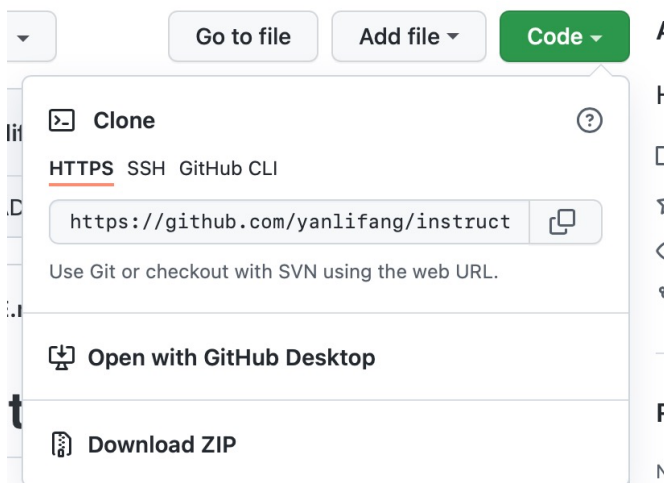 Go to file Add file Code
Clone
HTTPS SSH GitHub CLI
https://github.com/yanlifang/instruct
Use Git or checkout with SVN using the web URL.
Open with GitHub Desktop
Download ZIP